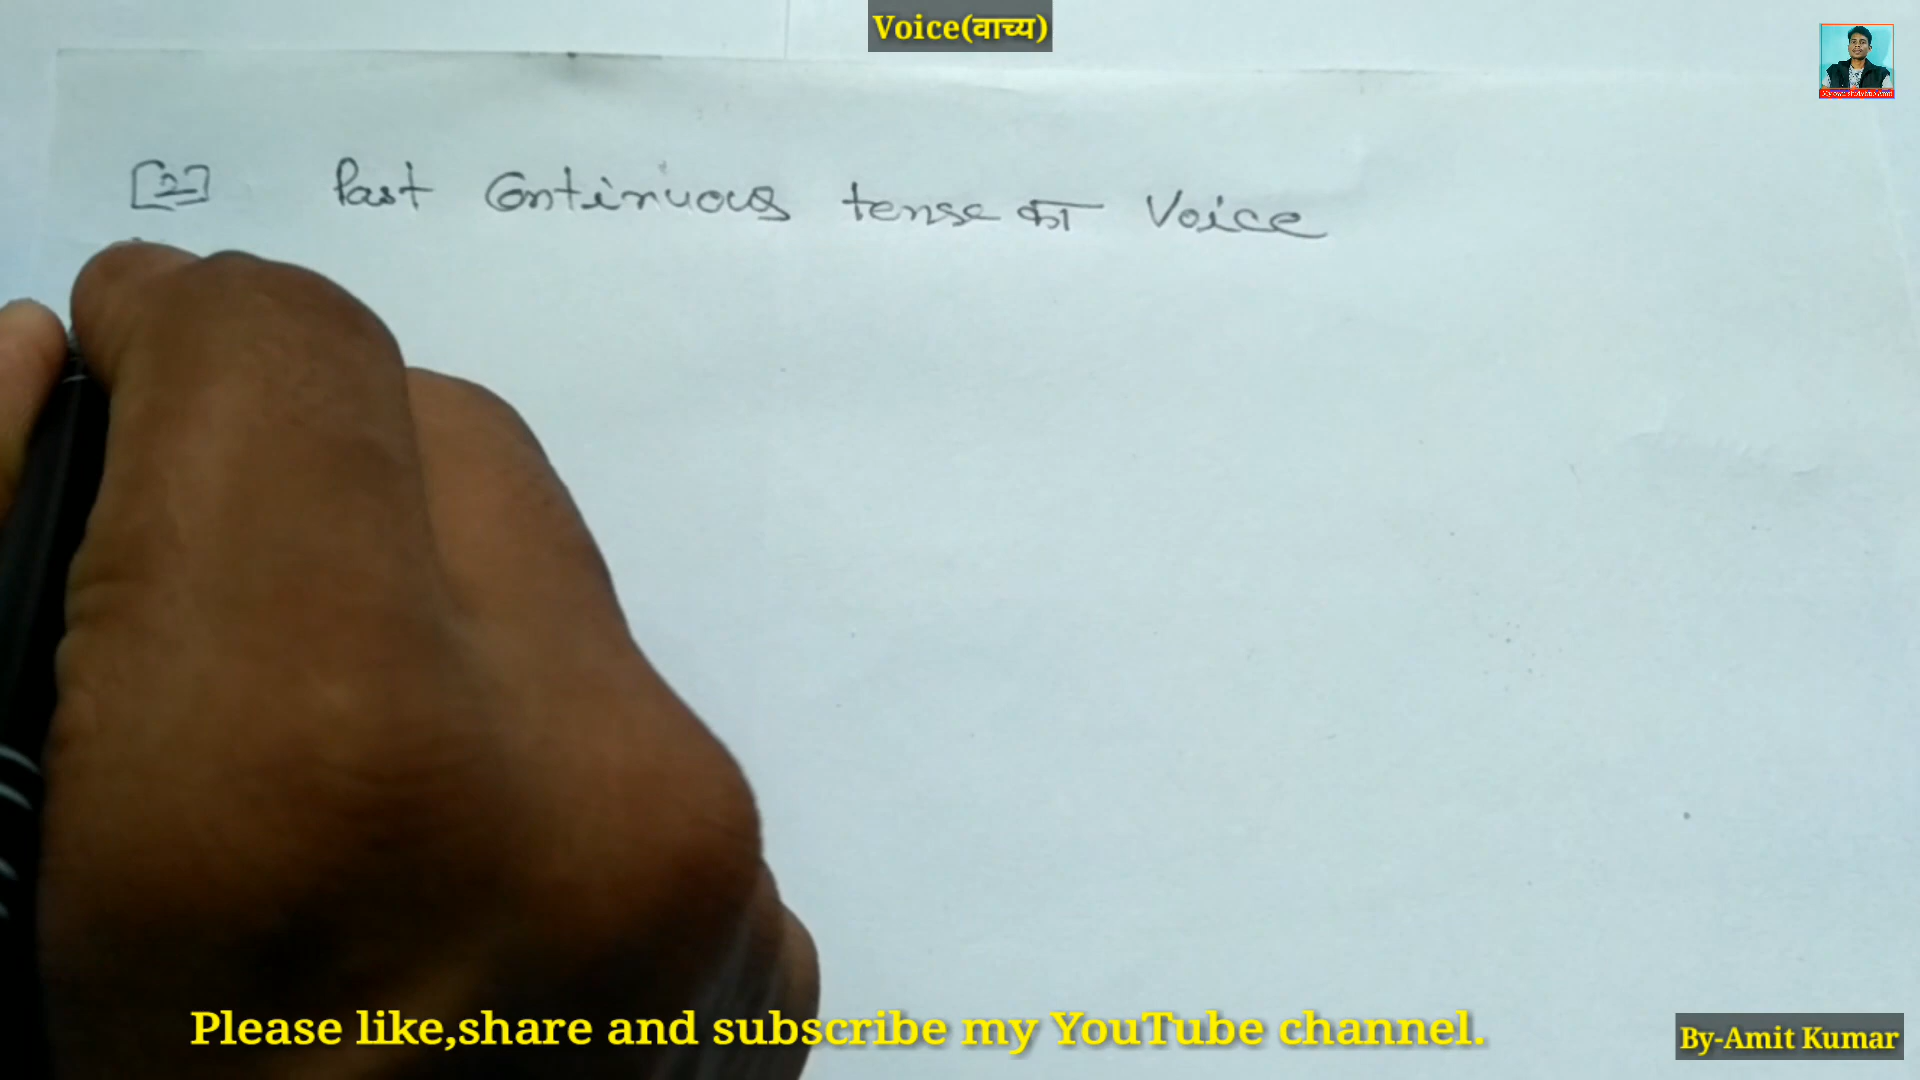 Voice(वाच्य)
[2] Past Continuous tense का Voice
Please like,share and subscribe my YouTube channel.
By-Amit Kumar